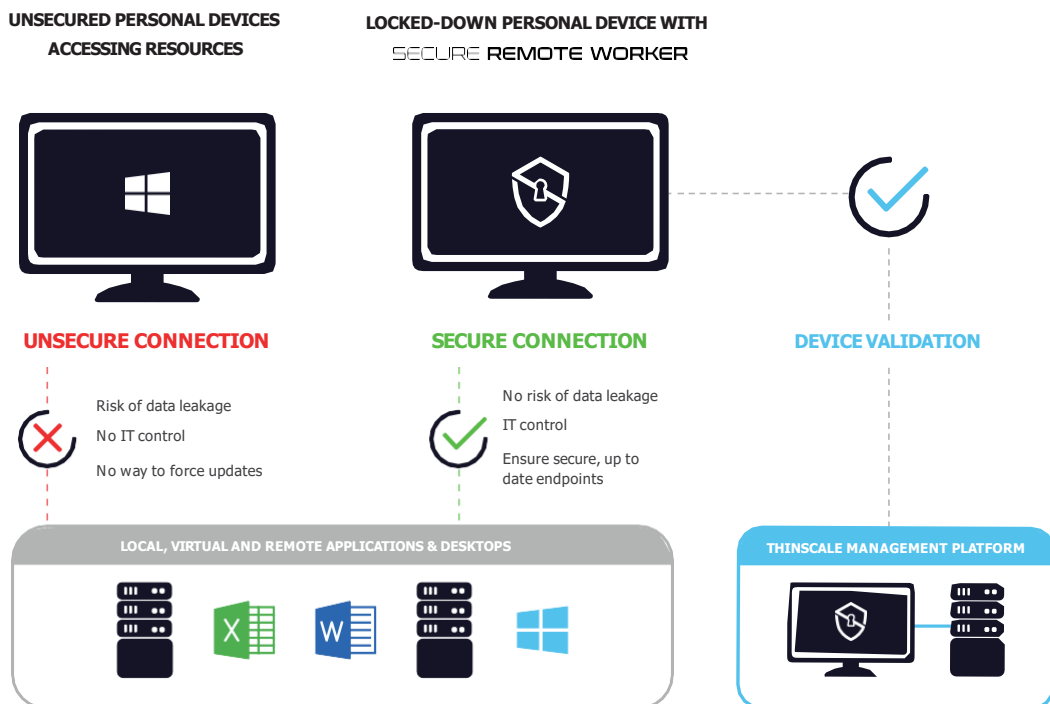 UNSECURED PERSONAL DEVICES
ACCESSING RESOURCES
LOCKED-DOWN PERSONAL DEVICE WITH
SECURE REMOTE WORKER
UNSECURE CONNECTION
Risk of data leakage
No IT control
No way to force updates
SECURE CONNECTION
No risk of data leakage
IT control
Ensure secure, up to
date endpoints
DEVICE VALIDATION
LOCAL, VIRTUAL AND REMOTE APPLICATIONS & DESKTOPS
X
W
THINSCALE MANAGEMENT PLATFORM